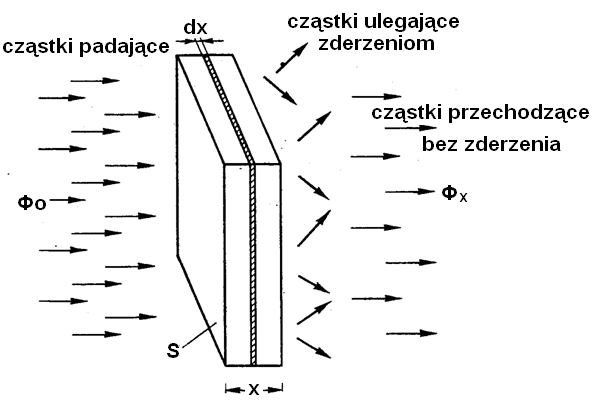 dx
cząstki ulegające
zderzeniom
cząstki padające
cząstki przechodzące
bez zderzenia
Φo
Φx
S
x